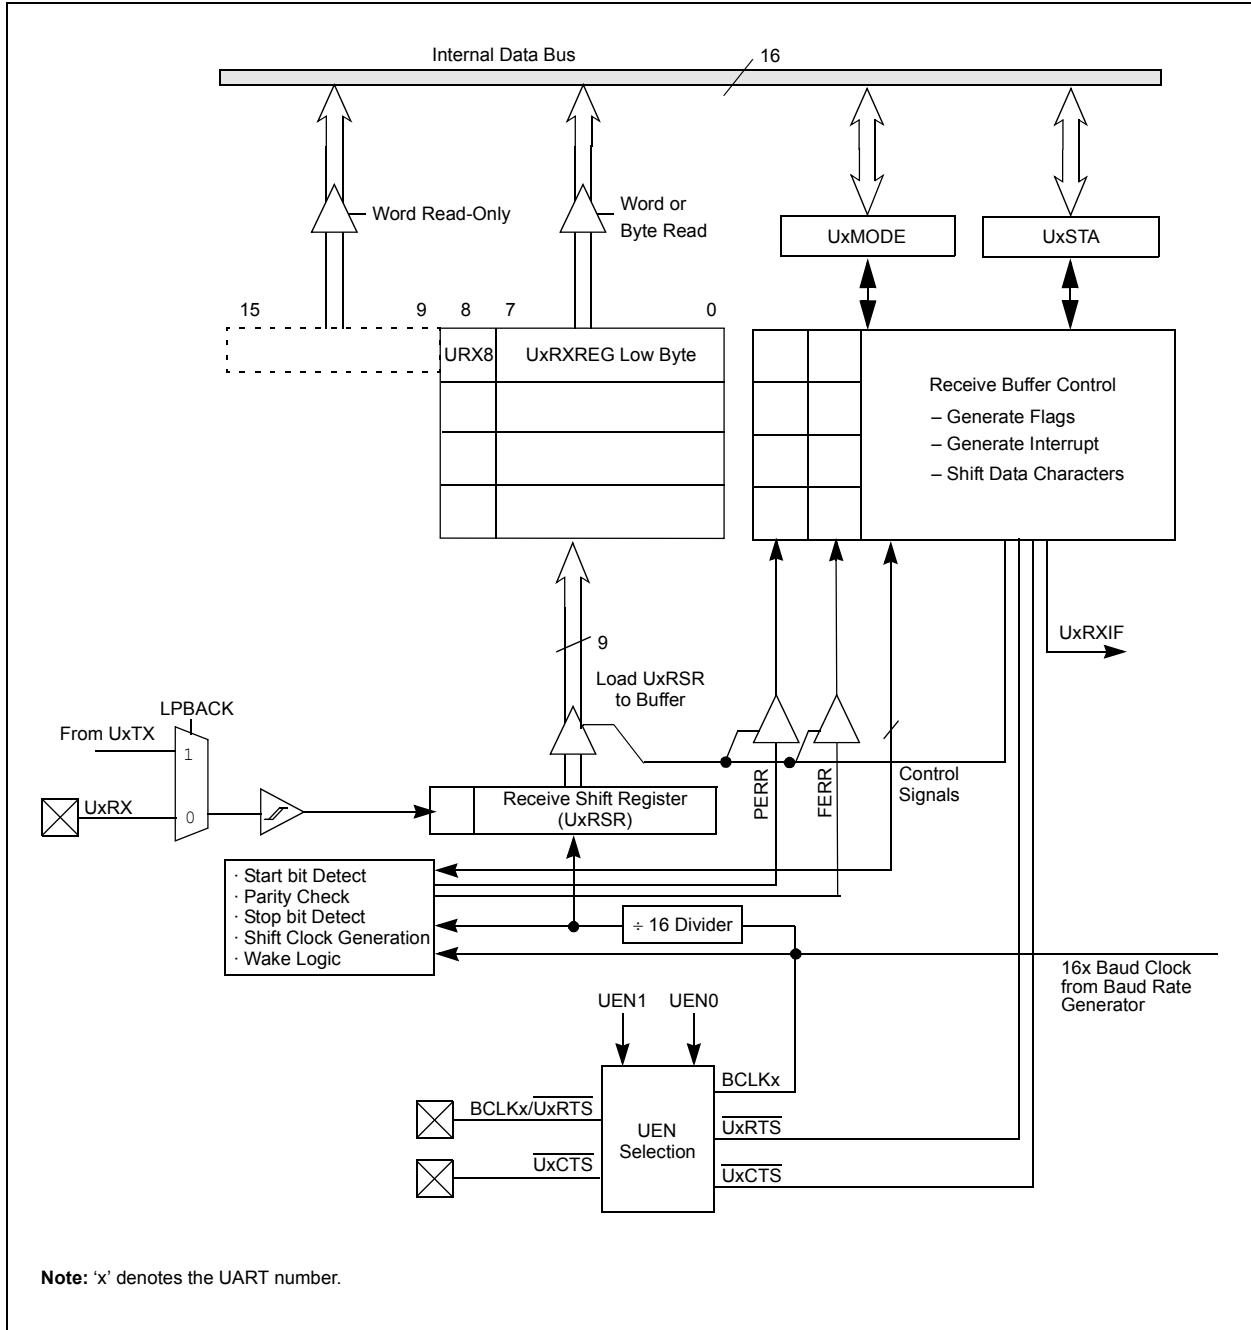 Internal Data Bus
16
Word Read-Only
Word or
Byte Read
UxMODE
UxSTA
15
9
8
7
0
URX8
UxRXREG Low Byte
Receive Buffer Control
– Generate Flags
– Generate Interrupt
– Shift Data Characters
9
UxRXIF
Load UxRSR
to Buffer
LPBACK
From UxTX
1
UxRX
0
Receive Shift Register
(UxRSR)
PERR
FERR
Control
Signals
· Start bit Detect
· Parity Check
· Stop bit Detect
· Shift Clock Generation
· Wake Logic
÷ 16 Divider
16x Baud Clock
from Baud Rate
Generator
UEN1
UEN0
BCLKx
BCLKx/UxRTS
UxRTS
UEN
Selection
UxCTS
UxCTS
Note: ‘x’ denotes the UART number.